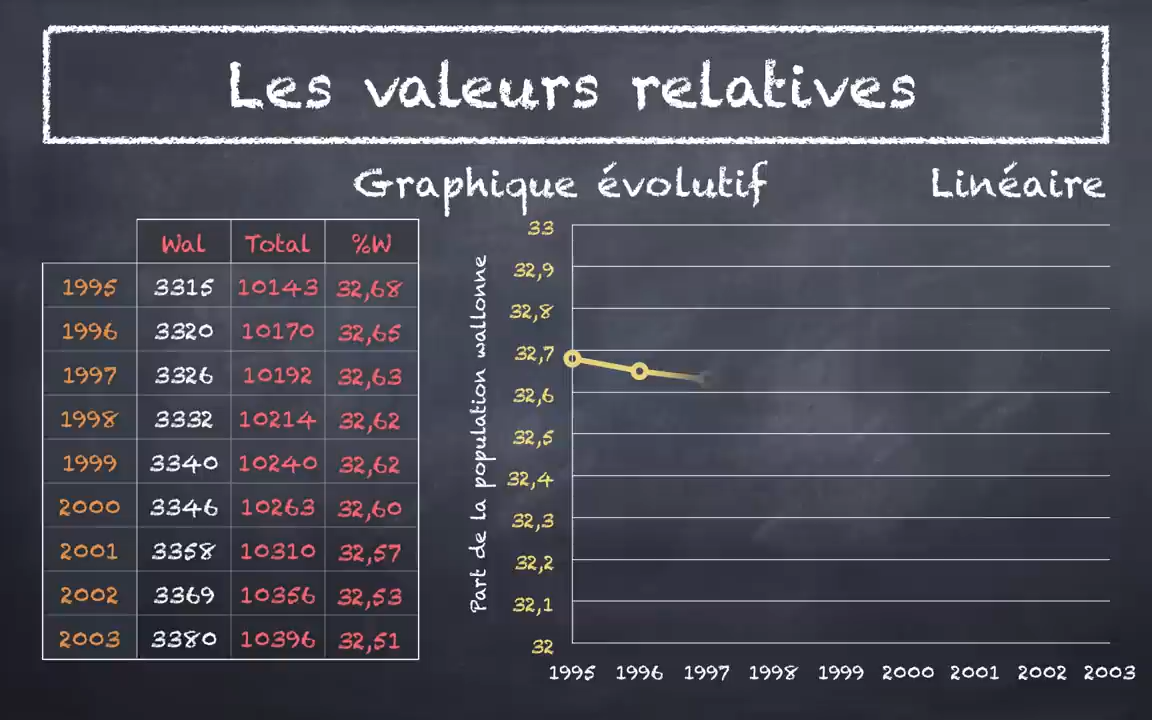 Les valeurs relatives
Graphique évolutif
Linéaire
Wal Total %W
1995 3315 10143 32,68
1996 3320 10170 32,65
1997 3326 10192 32,63
1998 3332 10214 32,62
1999 3340 10240 32,62
2000 3346 10263 32,60
2001 3358 10310 32,57
2002 3369 10356 32,53
2003 3380 10396 32,51
Part de la population wallonne
33
32,9
32,8
32,7
32,6
32,5
32,4
32,3
32,2
32,1
32
1995 1996 1997 1998 1999 2000 2001 2002 2003